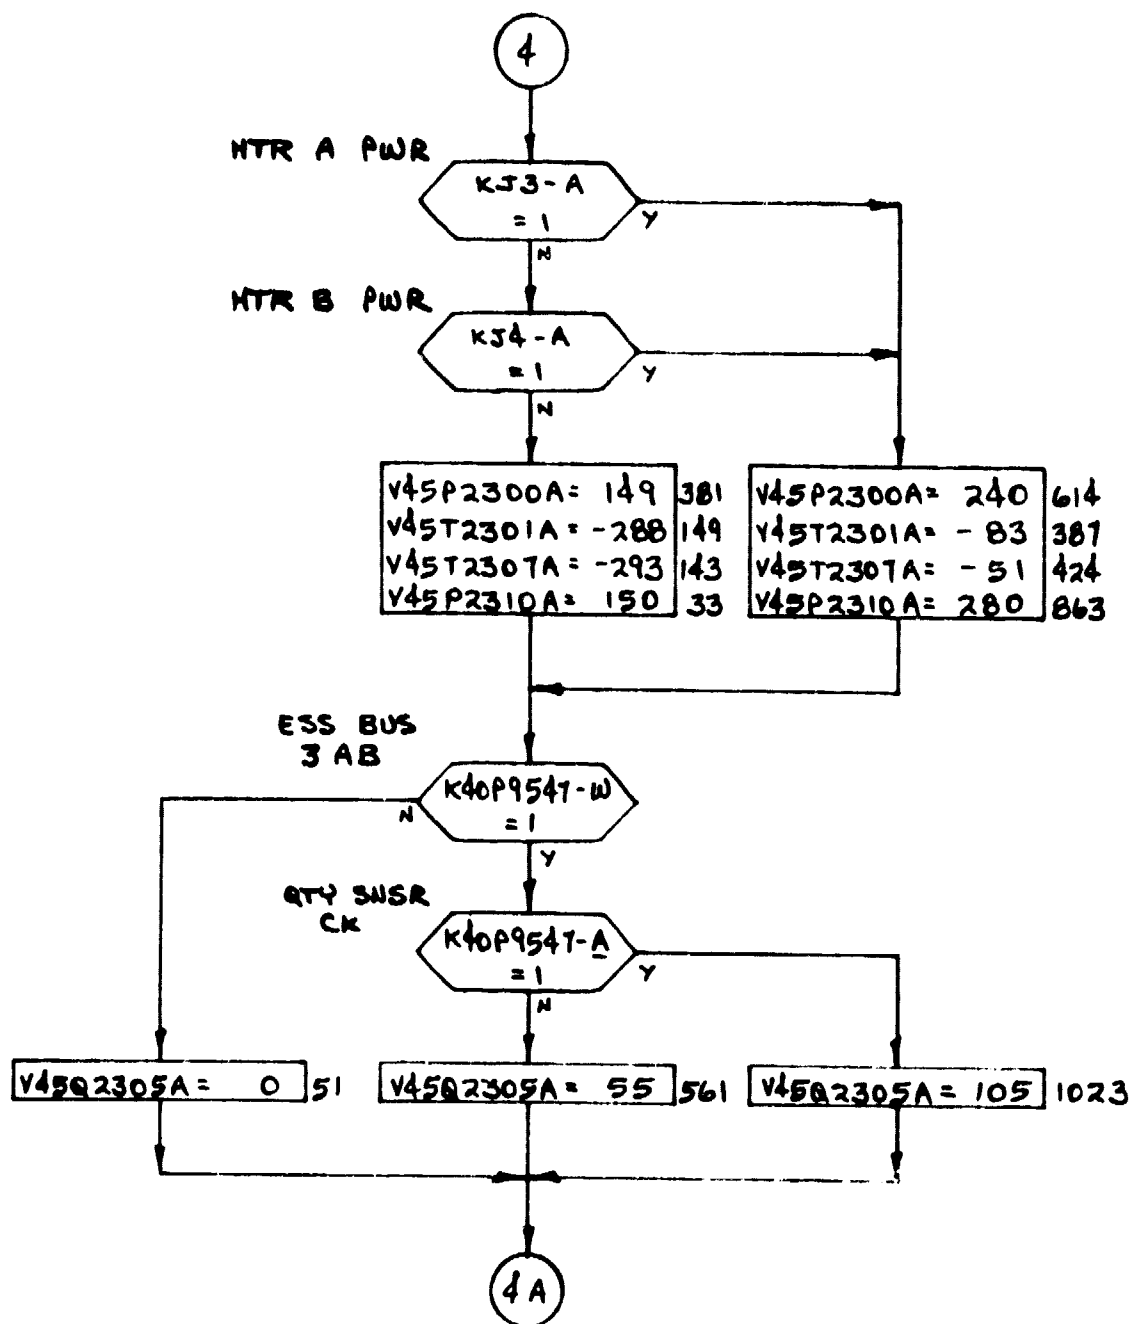 4
HTR A PWR
KJ3-A
= 1
Y
N
HTR B PWR
KJ4-A
= 1
Y
N
V45P2300A= 149 381
V45T2301A= -288 149
V45T2307A= -293 143
V45P2310A= 150 33
V45P2300A= 240 614
V45T2301A= -83 387
V45T2307A= -51 424
V45P2310A= 280 863
ESS BUS
3 AB
K40P9547-W
= 1
N
Y
QTY SNSR
CK
K40P9547-A
= 1
Y
N
V45Q2305A= 0 51
V45Q2305A= 55 561
V45Q2305A= 105 1023
4A